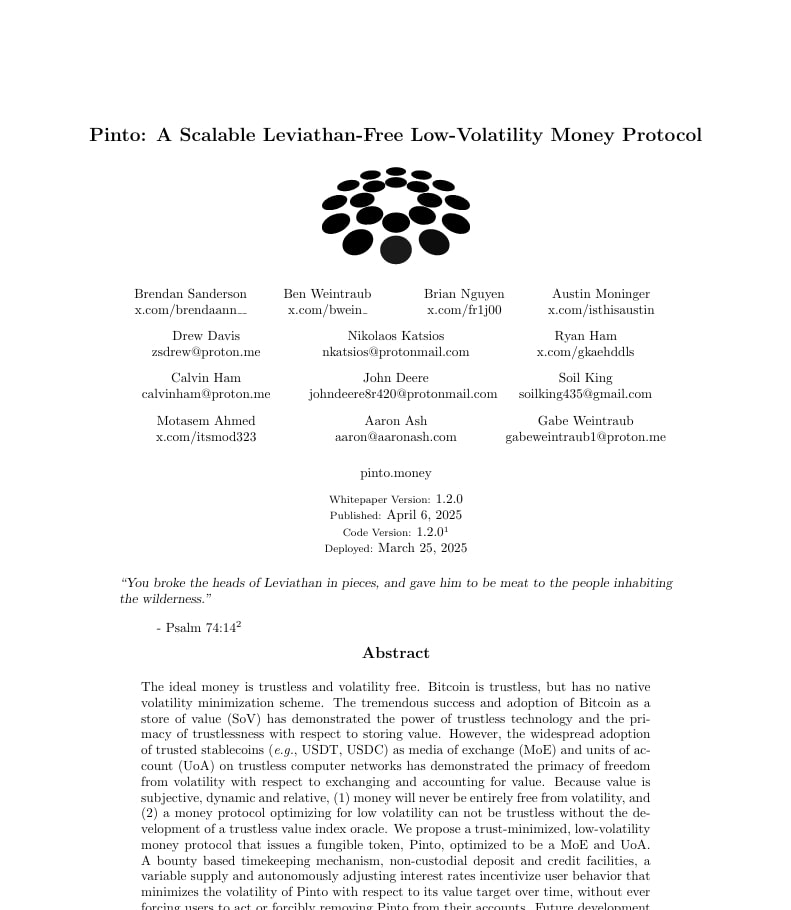 Pinto: A Scalable Leviathan-Free Low-Volatility Money Protocol
Brendan Sanderson Ben Weintraub Brian Nguyen Austin Moninger
x.com/brendaann__ x.com/bwein_ x.com/fr1j00 x.com/isthisaustin
Drew Davis Nikolaos Katsios Ryan Ham
zsdrew@proton.me nkatsios@protonmail.com x.com/gkaehddls
Calvin Ham John Deere Soil King
calvinham@proton.me johndeere8r420@protonmail.com soilking435@gmail.com
Motasem Ahmed Aaron Ash Gabe Weintraub
x.com/itsmod323 aaron@aaronash.com gabeweintraub1@proton.me
pinto.money
Whitepaper Version: 1.2.0
Published: April 6, 2025
Code Version: 1.2.0¹
Deployed: March 25, 2025
“You broke the heads of Leviathan in pieces, and gave him to be meat to the people inhabiting
the wilderness.”
- Psalm 74:14²
Abstract
The ideal money is trustless and volatility free. Bitcoin is trustless, but has no native
volatility minimization scheme. The tremendous success and adoption of Bitcoin as a
store of value (SoV) has demonstrated the power of trustless technology and the pri-
macy of trustlessness with respect to storing value. However, the widespread adoption
of trusted stablecoins (e.g., USDT, USDC) as media of exchange (MoE) and units of ac-
count (UoA) on trustless computer networks has demonstrated the primacy of freedom
from volatility with respect to exchanging and accounting for value. Because value is
subjective, dynamic and relative, (1) money will never be entirely free from volatility, and
(2) a money protocol optimizing for low volatility can not be trustless without the de-
velopment of a trustless value index oracle. We propose a trust-minimized, low-volatility
money protocol that issues a fungible token, Pinto, optimized to be a MoE and UoA.
A bounty based timekeeping mechanism, non-custodial deposit and credit facilities, a
variable supply and autonomously adjusting interest rates incentivize user behavior that
minimizes the volatility of Pinto with respect to its value target over time, without ever
forcing users to act or forcibly removing Pinto from their accounts. Future development